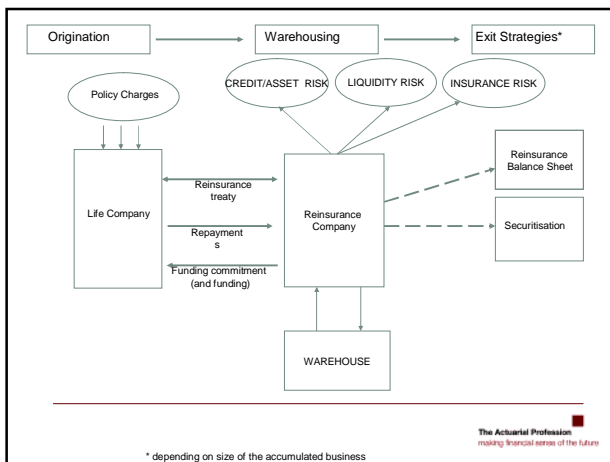 Origination
Warehousing
Exit Strategies*
Policy Charges
CREDIT/ASSET RISK
LIQUIDITY RISK
INSURANCE RISK
Life Company
Reinsurance
treaty
Repayment
s
Funding commitment
(and funding)
Reinsurance
Company
Reinsurance
Balance Sheet
Securitisation
WAREHOUSE
The Actuarial Profession
making financial sense of the future
* depending on size of the accumulated business